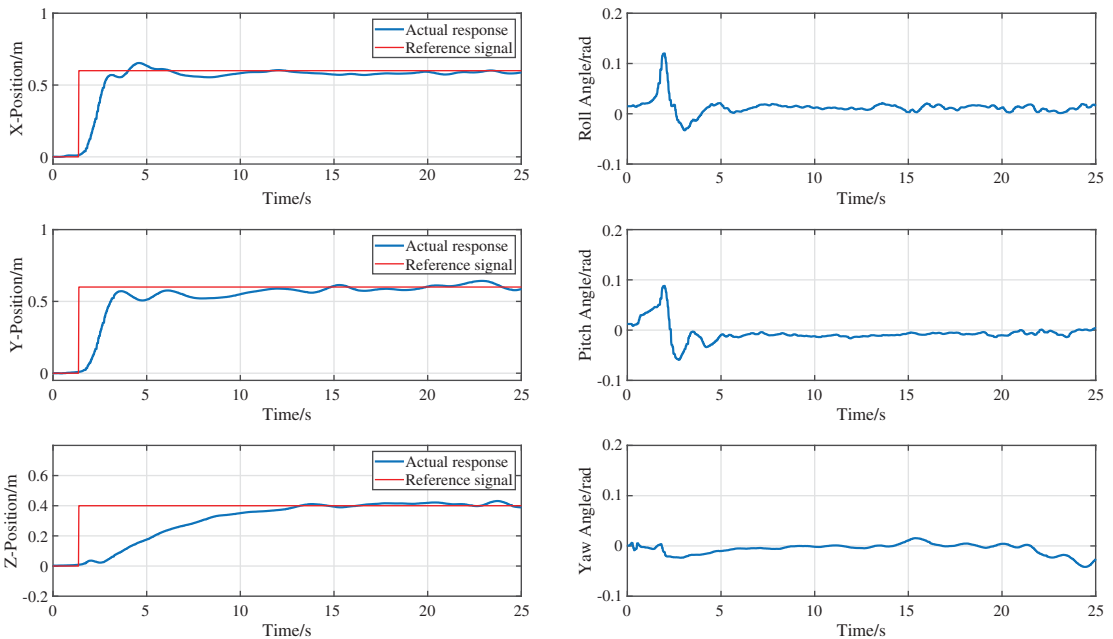 1
0.5
0
X-Position/m
Actual response
Reference signal
0 5 10 15 20 25
Time/s
0.2
0.1
0
-0.1
Roll Angle/rad
0 5 10 15 20 25
Time/s
1
0.5
0
Y-Position/m
Actual response
Reference signal
0 5 10 15 20 25
Time/s
0.2
0.1
0
-0.1
Pitch Angle/rad
0 5 10 15 20 25
Time/s
0.6
0.4
0.2
0
-0.2
Z-Position/m
Actual response
Reference signal
0 5 10 15 20 25
Time/s
0.2
0.1
0
-0.1
Yaw Angle/rad
0 5 10 15 20 25
Time/s